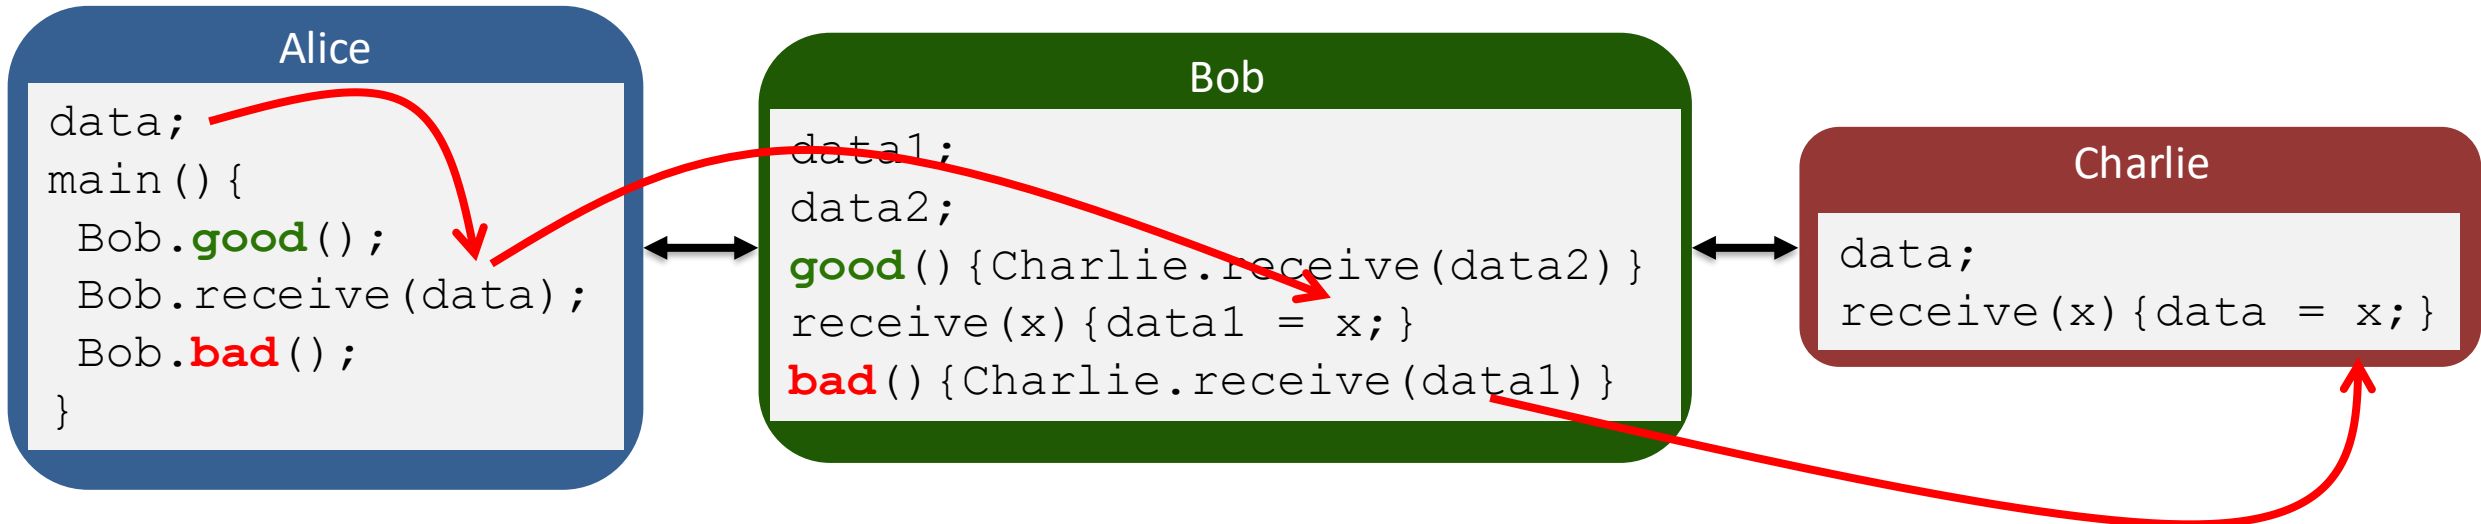 Alice
data;
main(){
Bob.good();
Bob.receive(data);
Bob.bad();
}
Bob
data1;
data2;
good(){Charlie.receive(data2)}
receive(x){data1 = x;}
bad(){Charlie.receive(data1)}
Charlie
data;
receive(x){data = x;}